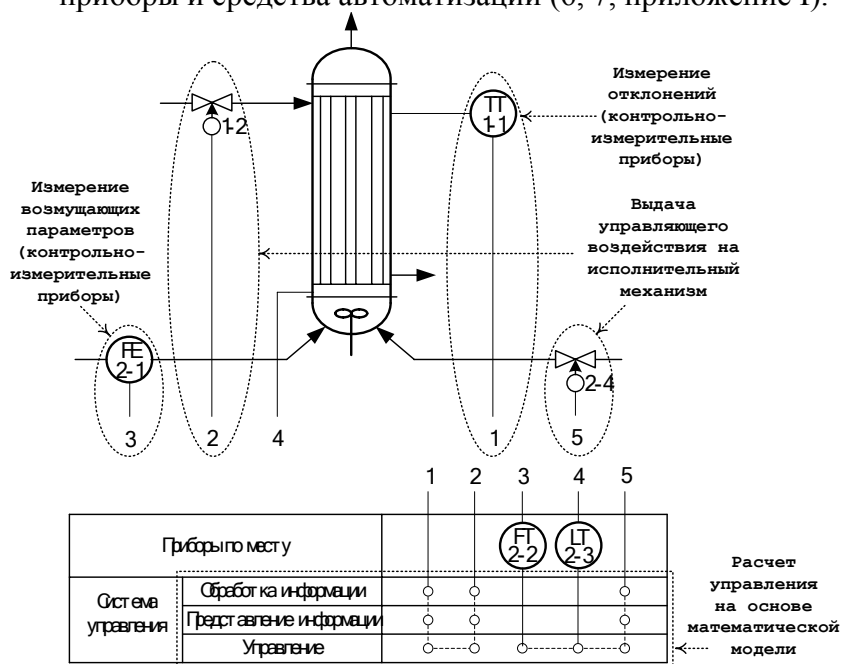 приборы и средства автоматизации (6, 7, приложение I).
Измерение
отклонений
(контрольно-
измерительные
приборы)
TT
1-1
1-2
Измерение
возмущающих
параметров
(контрольно-
измерительные
приборы)
Выдача
управляющего
воздействия на
исполнительный
механизм
FE
2-1
2-4
3
2
4
1
5
1 2 3 4 5
Приборы по месту
FT
2-2
LT
2-3
Система
управления
Обработка информации
Представление информации
Управление
Расчет
управления
на основе
математической
модели